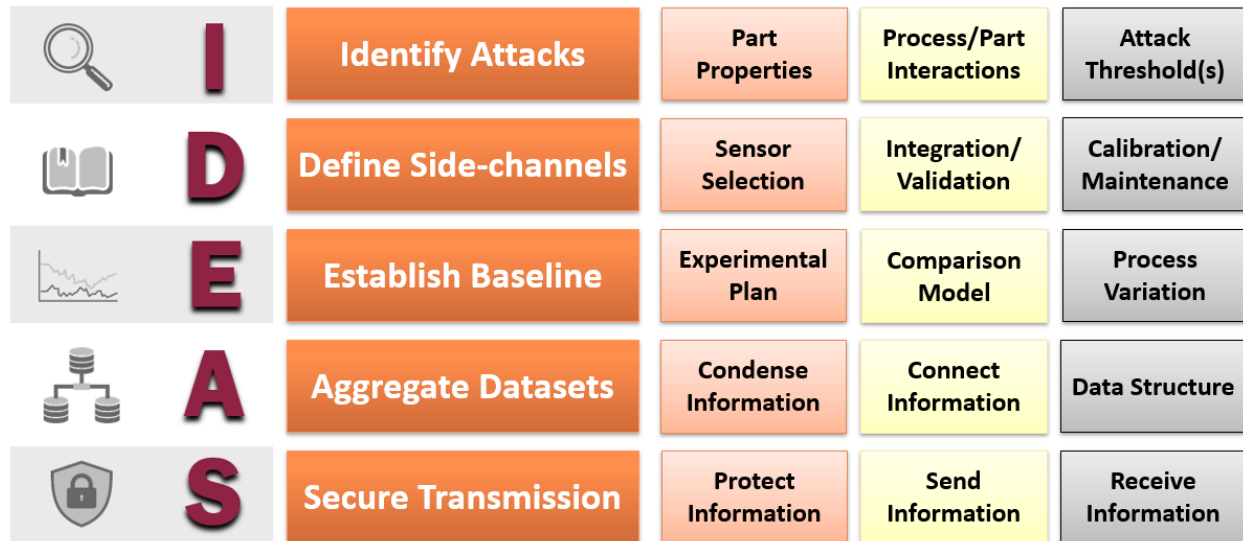 I
Identify Attacks
Part
Properties
Process/Part
Interactions
Attack
Threshold(s)
D
Define Side-channels
Sensor
Selection
Integration/
Validation
Calibration/
Maintenance
E
Establish Baseline
Experimental
Plan
Comparison
Model
Process
Variation
A
Aggregate Datasets
Condense
Information
Connect
Information
Data Structure
S
Secure Transmission
Protect
Information
Send
Information
Receive
Information